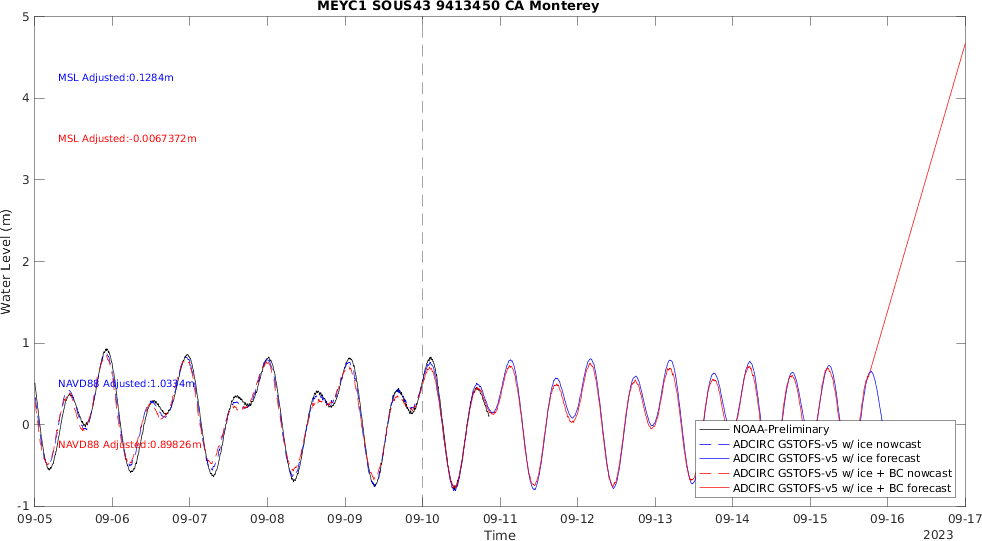 MEYC1 SOUS43 9413450 CA Monterey
5
4
3
2
1
0
-1
Water Level (m)
MSL Adjusted:0.1284m
MSL Adjusted:-0.0067372m
NAVD88 Adjusted:1.0334m
NAVD88 Adjusted:0.89826m
NOAA-Preliminary
ADCIRC GSTOFS-v5 w/ ice nowcast
ADCIRC GSTOFS-v5 w/ ice forecast
ADCIRC GSTOFS-v5 w/ ice + BC nowcast
ADCIRC GSTOFS-v5 w/ ice + BC forecast
09-05 09-06 09-07 09-08 09-09 09-10 09-11 09-12 09-13 09-14 09-15 09-16 09-17
Time
2023